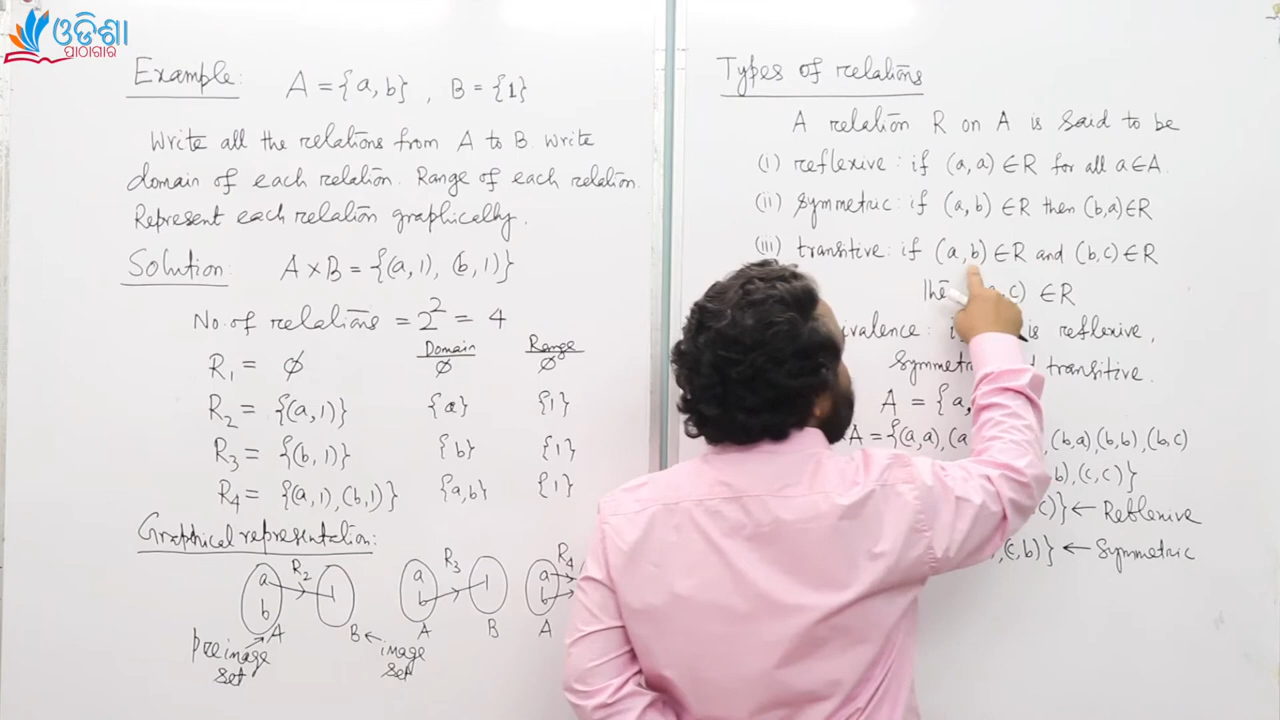 ଓଡିଶା
ପାଠାଗାର
Example:
A = {a, b} , B = {1}
Write all the relations from A to B. Write
domain of each relation. Range of each relation.
Represent each relation graphically.
Solution:
A × B = {(a, 1), (b, 1)}
No. of relations = 2² = 4
Domain Range
R₁ = ∅ ∅ ∅
R₂ = {(a, 1)} {a} {1}
R₃ = {(b, 1)} {b} {1}
R₄ = {(a, 1), (b, 1)} {a, b} {1}
Graphical representation:
R₂ R₃ R₄
a 1 a 1 a
b b b
A B A B A
Preimage set
image set
Types of relations
A relation R on A is said to be
(i) reflexive : if (a, a) ∈ R for all a ∈ A.
(ii) Symmetric : if (a, b) ∈ R then (b, a) ∈ R
(iii) transitive : if (a, b) ∈ R and (b, c) ∈ R
c) ∈ R
is reflexive,
transitive.
A = {a,
A = {(a, a), (b, a), (b, b), (b, c)
(c, c)}
} ← Reflexive
c, b)} ← Symmetric